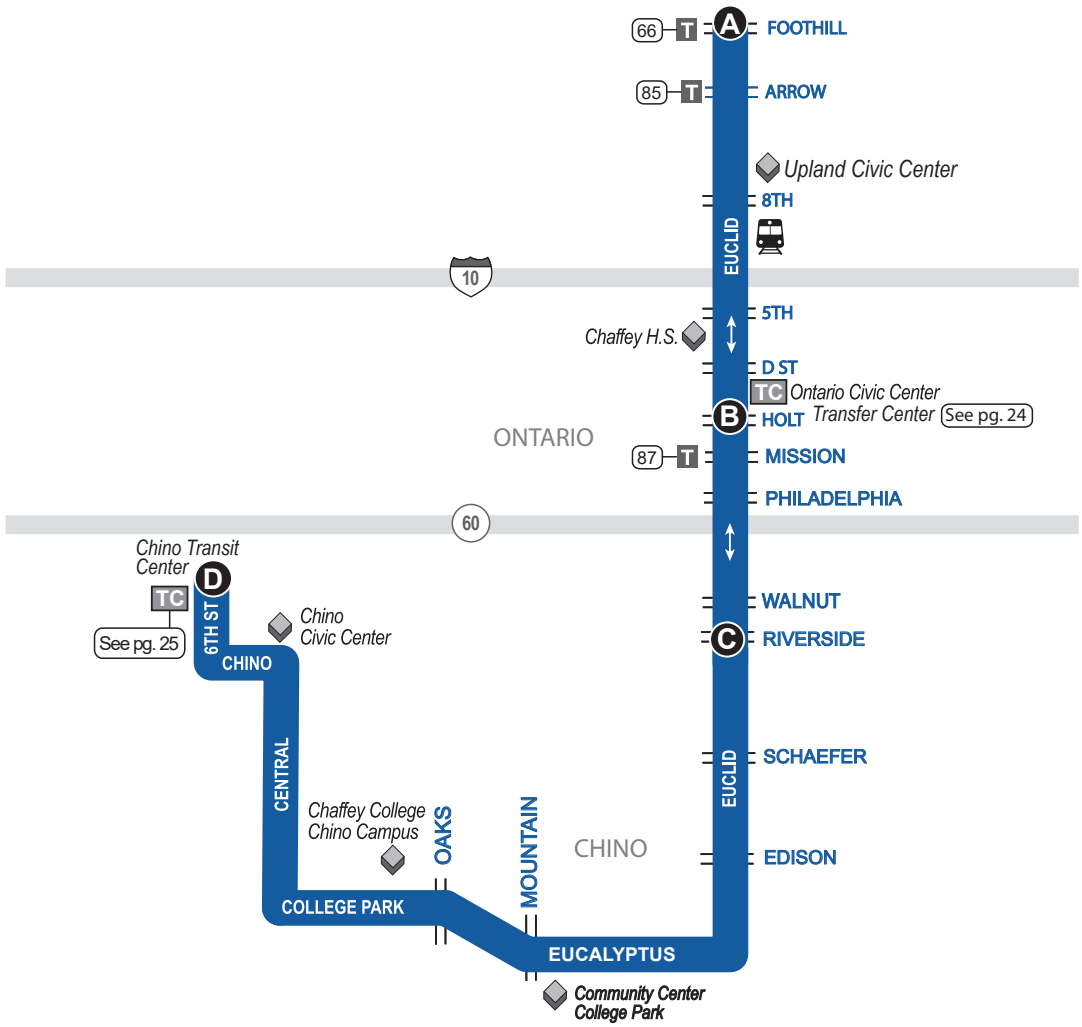 A
66
T
FOOTHILL
85
T
ARROW
Upland Civic Center
8TH
EUCLID
10
5TH
Chaffey H.S.
D ST
TC
Ontario Civic Center
Transfer Center
See pg. 24
B
HOLT
ONTARIO
87
T
MISSION
PHILADELPHIA
60
Chino Transit
Center
D
TC
See pg. 25
6TH ST
Chino
Civic Center
CHINO
WALNUT
C
RIVERSIDE
CENTRAL
EUCLID
SCHAEFER
Chaffey College
Chino Campus
OAKS
MOUNTAIN
CHINO
EDISON
COLLEGE PARK
EUCALYPTUS
Community Center
College Park